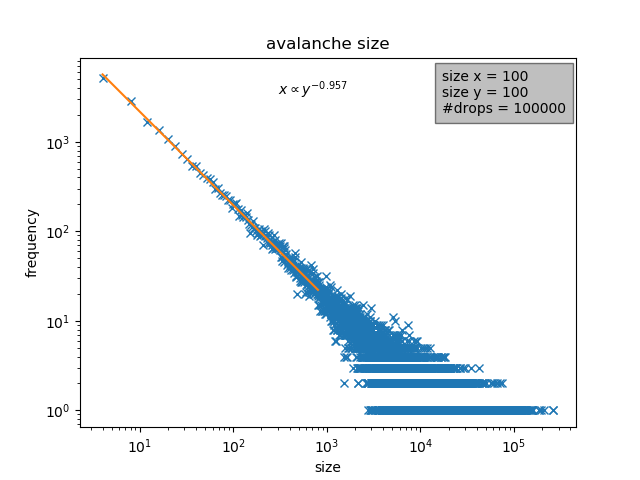 avalanche size
x ∝ y^−0.957
size x = 100
size y = 100
#drops = 100000
frequency
10^3
10^2
10^1
10^0
10^1 10^2 10^3 10^4 10^5
size